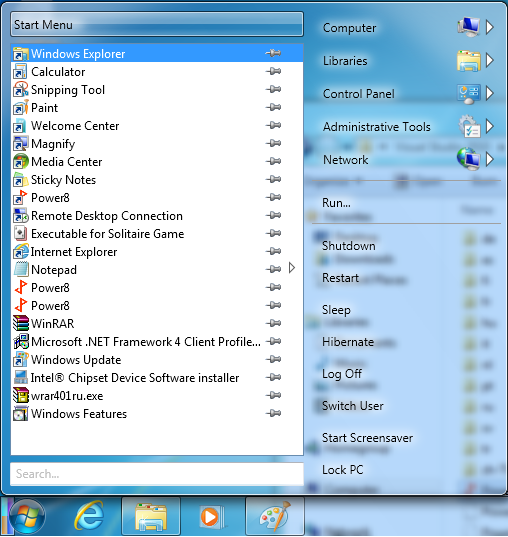 Start Menu
Windows Explorer
Calculator
Snipping Tool
Paint
Welcome Center
Magnify
Media Center
Sticky Notes
Power8
Remote Desktop Connection
Executable for Solitaire Game
Internet Explorer
Notepad
Power8
Power8
WinRAR
Microsoft .NET Framework 4 Client Profile...
Windows Update
Intel® Chipset Device Software installer
wrar401ru.exe
Windows Features
Search...
Computer
Libraries
Control Panel
Administrative Tools
Network
Run...
Shutdown
Restart
Sleep
Hibernate
Log Off
Switch User
Start Screensaver
Lock PC